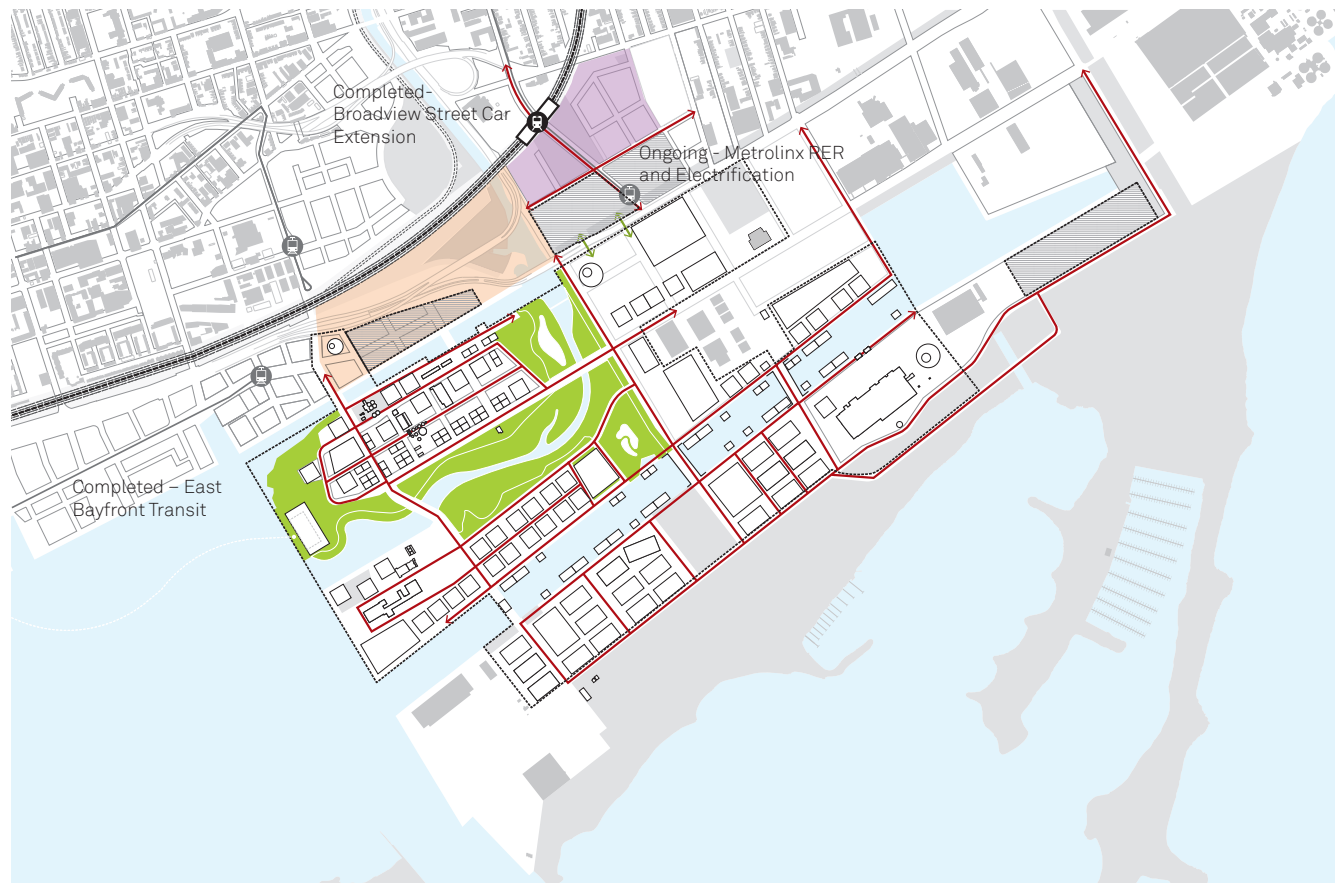 Completed-
Broadview Street Car
Extension
Ongoing - Metrolinx RER
and Electrification
Completed – East
Bayfront Transit